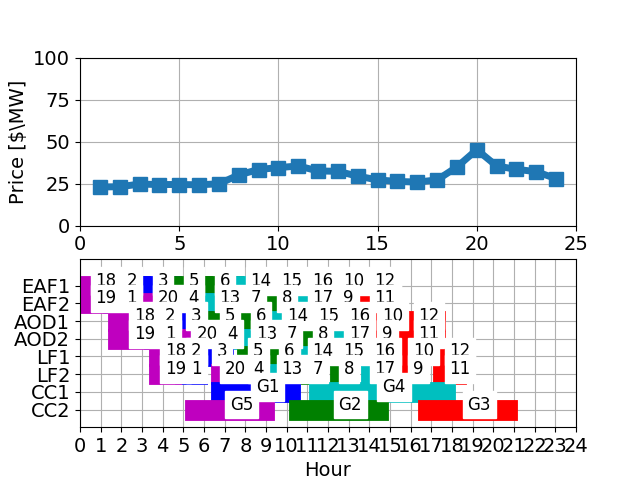 100
75
50
25
0
Price [$\MW]
0 5 10 15 20 25
EAF1 18 2 3 5 6 14 15 16 10 12
EAF2 19 1 20 4 13 7 8 17 9 11
AOD1 18 2 3 5 6 14 15 16 10 12
AOD2 19 1 20 4 13 7 8 17 9 11
LF1 18 2 3 5 6 14 15 16 10 12
LF2 19 1 20 4 13 7 8 17 9 11
CC1 G1 G4
CC2 G5 G2 G3
0 1 2 3 4 5 6 7 8 9 10 11 12 13 14 15 16 17 18 19 20 21 22 23 24
Hour